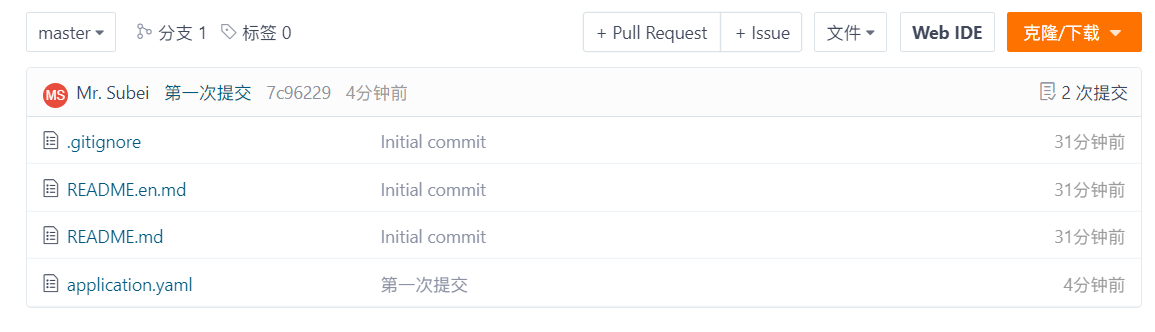 master 分支 1 标签 0 + Pull Request + Issue 文件 Web IDE 克隆/下载
MS Mr. Subei 第一次提交 7c96229 4分钟前 2 次提交
.gitignore Initial commit 31分钟前
README.en.md Initial commit 31分钟前
README.md Initial commit 31分钟前
application.yaml 第一次提交 4分钟前